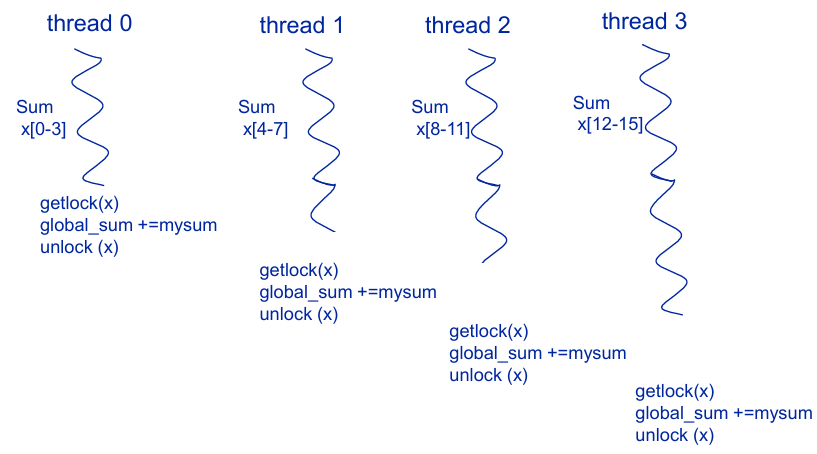 thread 0
Sum
x[0-3]
getlock(x)
global_sum +=mysum
unlock (x)
thread 1
Sum
x[4-7]
getlock(x)
global_sum +=mysum
unlock (x)
thread 2
Sum
x[8-11]
getlock(x)
global_sum +=mysum
unlock (x)
thread 3
Sum
x[12-15]
getlock(x)
global_sum +=mysum
unlock (x)